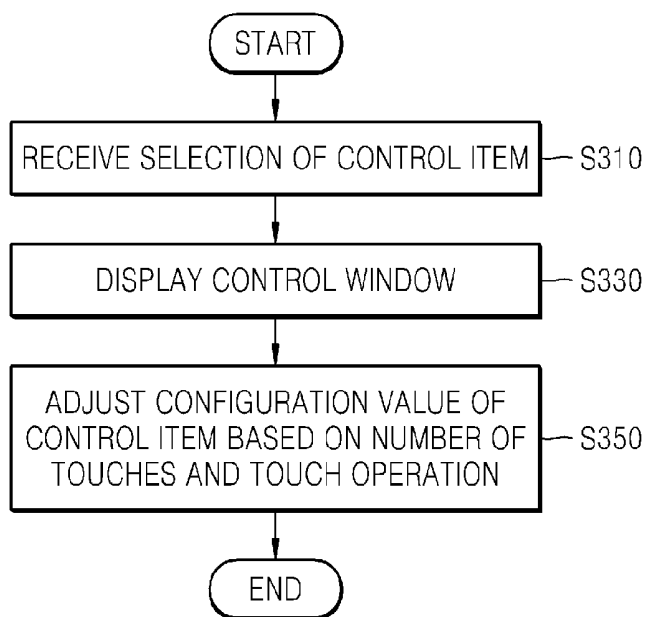 START
RECEIVE SELECTION OF CONTROL ITEM
S310
DISPLAY CONTROL WINDOW
S330
ADJUST CONFIGURATION VALUE OF
CONTROL ITEM BASED ON NUMBER OF
TOUCHES AND TOUCH OPERATION
S350
END